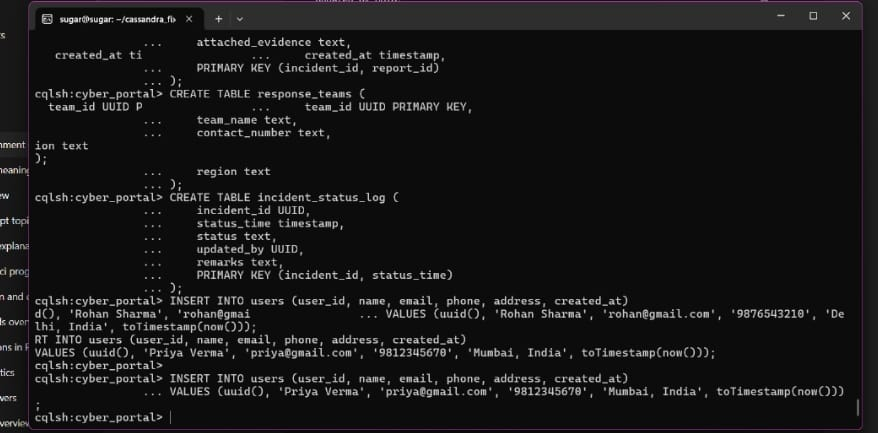 sugar@sugar: ~/cassandra_fix
... attached_evidence text,
created_at ti ... created_at timestamp,
... PRIMARY KEY (incident_id, report_id)
... );
cqlsh:cyber_portal> CREATE TABLE response_teams (
team_id UUID P ... team_id UUID PRIMARY KEY,
... team_name text,
... contact_number text,
ion text
);
... region text
... );
cqlsh:cyber_portal> CREATE TABLE incident_status_log (
... incident_id UUID,
... status_time timestamp,
... status text,
... updated_by UUID,
... remarks text,
... PRIMARY KEY (incident_id, status_time)
... );
cqlsh:cyber_portal> INSERT INTO users (user_id, name, email, phone, address, created_at)
d(), 'Rohan Sharma', 'rohan@gmai ... VALUES (uuid(), 'Rohan Sharma', 'rohan@gmail.com', '9876543210', 'De
lhi, India', toTimestamp(now()));
RT INTO users (user_id, name, email, phone, address, created_at)
VALUES (uuid(), 'Priya Verma', 'priya@gmail.com', '9812345670', 'Mumbai, India', toTimestamp(now()));
cqlsh:cyber_portal>
cqlsh:cyber_portal> INSERT INTO users (user_id, name, email, phone, address, created_at)
... VALUES (uuid(), 'Priya Verma', 'priya@gmail.com', '9812345670', 'Mumbai, India', toTimestamp(now()))
;
cqlsh:cyber_portal>
nment
meaning
ew
pt topi
explana
ci prog
n and c
ls over
ons in F
tics
wers
verview